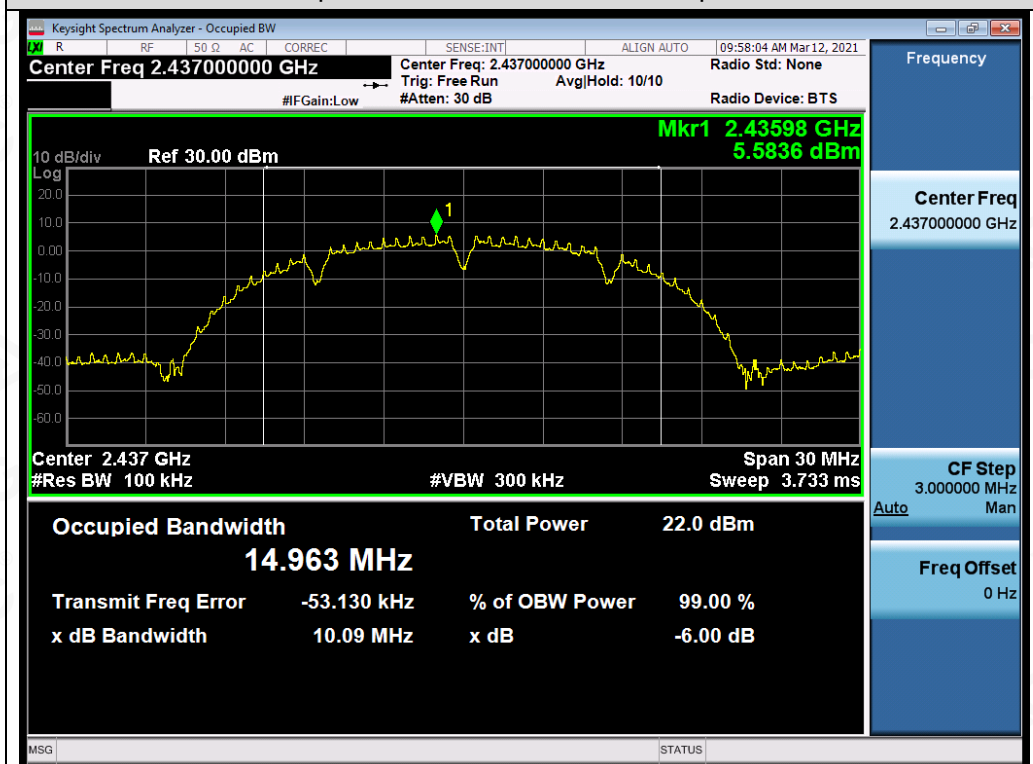 Keysight Spectrum Analyzer - Occupied BW
LXI R RF 50 Ω AC CORREC SENSE:INT ALIGN AUTO 09:58:04 AM Mar 12, 2021
Center Freq 2.437000000 GHz Center Freq: 2.437000000 GHz Radio Std: None
Trig: Free Run Avg|Hold: 10/10
#IFGain:Low #Atten: 30 dB Radio Device: BTS
Mkr1 2.43598 GHz
5.5836 dBm
10 dB/div Ref 30.00 dBm
Log
20.0
1
10.0
0.00
-10.0
-20.0
-30.0
-40.0
-50.0
-60.0
Center 2.437 GHz Span 30 MHz
#Res BW 100 kHz #VBW 300 kHz Sweep 3.733 ms
Occupied Bandwidth Total Power 22.0 dBm
14.963 MHz
Transmit Freq Error -53.130 kHz % of OBW Power 99.00 %
x dB Bandwidth 10.09 MHz x dB -6.00 dB
Frequency
Center Freq
2.437000000 GHz
CF Step
3.000000 MHz
Auto Man
Freq Offset
0 Hz
MSG STATUS